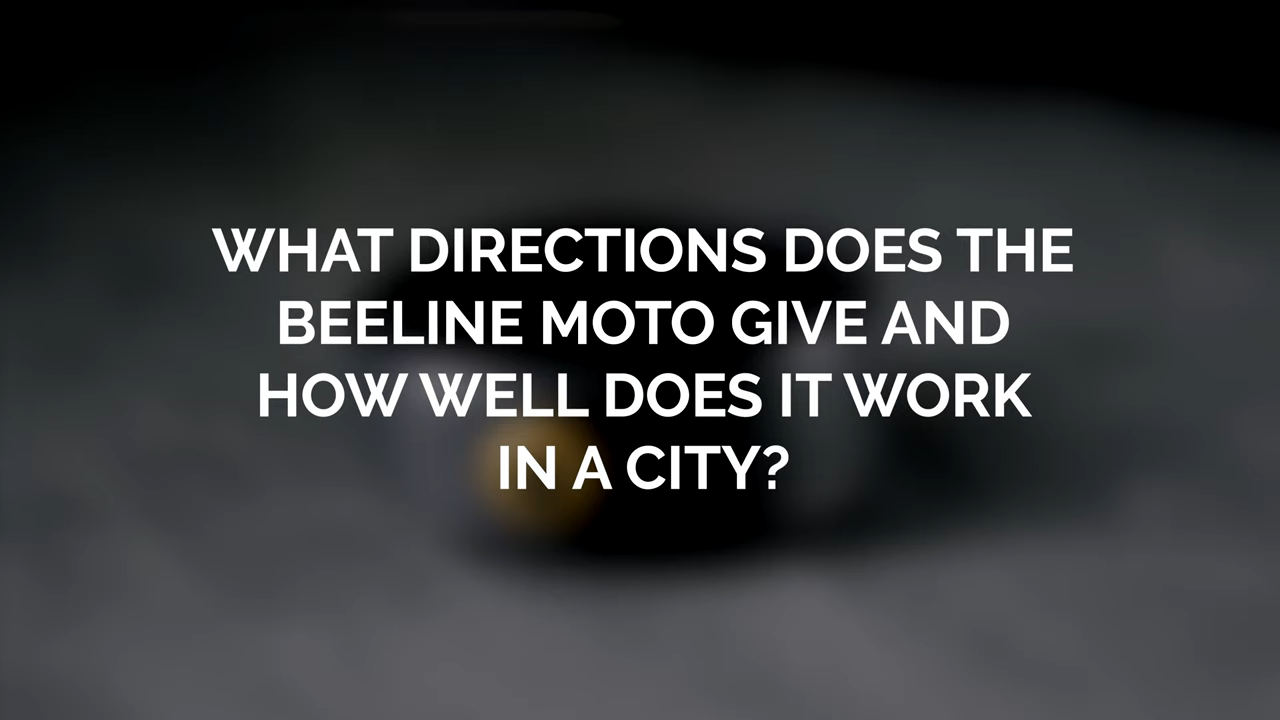 WHAT DIRECTIONS DOES THE
BEELINE MOTO GIVE AND
HOW WELL DOES IT WORK
IN A CITY?